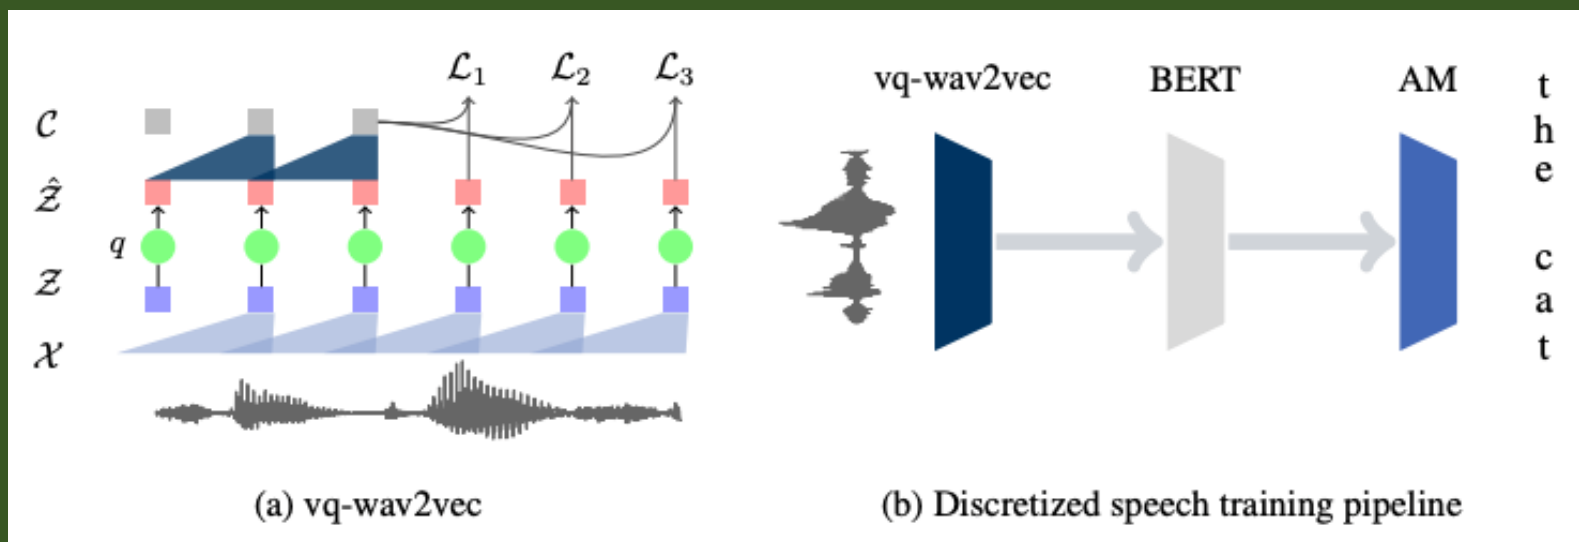 ℒ₁ ℒ₂ ℒ₃
𝒞
𝒵̂
q
𝒵
𝒳
(a) vq-wav2vec
vq-wav2vec BERT AM
t
h
e
c
a
t
(b) Discretized speech training pipeline